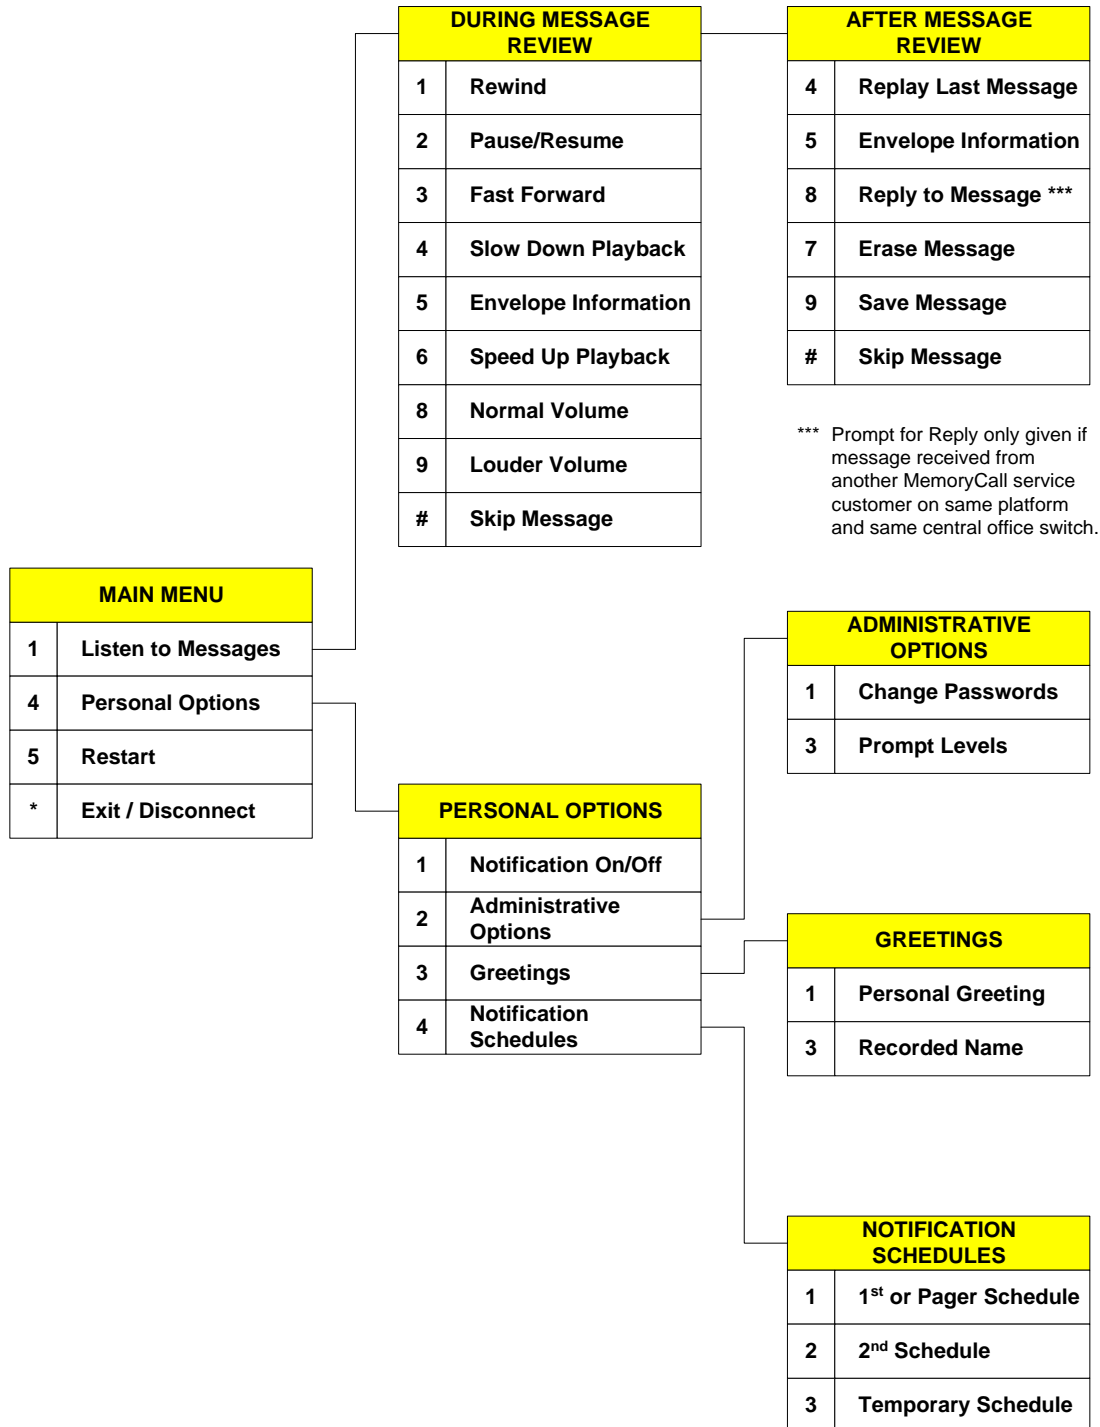 DURING MESSAGE
REVIEW
1 Rewind
2 Pause/Resume
3 Fast Forward
4 Slow Down Playback
5 Envelope Information
6 Speed Up Playback
8 Normal Volume
9 Louder Volume
# Skip Message
AFTER MESSAGE
REVIEW
4 Replay Last Message
5 Envelope Information
8 Reply to Message ***
7 Erase Message
9 Save Message
# Skip Message
*** Prompt for Reply only given if
message received from
another MemoryCall service
customer on same platform
and same central office switch.
MAIN MENU
1 Listen to Messages
4 Personal Options
5 Restart
* Exit / Disconnect
PERSONAL OPTIONS
1 Notification On/Off
2 Administrative
Options
3 Greetings
4 Notification
Schedules
ADMINISTRATIVE
OPTIONS
1 Change Passwords
3 Prompt Levels
GREETINGS
1 Personal Greeting
3 Recorded Name
NOTIFICATION
SCHEDULES
1 1st or Pager Schedule
2 2nd Schedule
3 Temporary Schedule